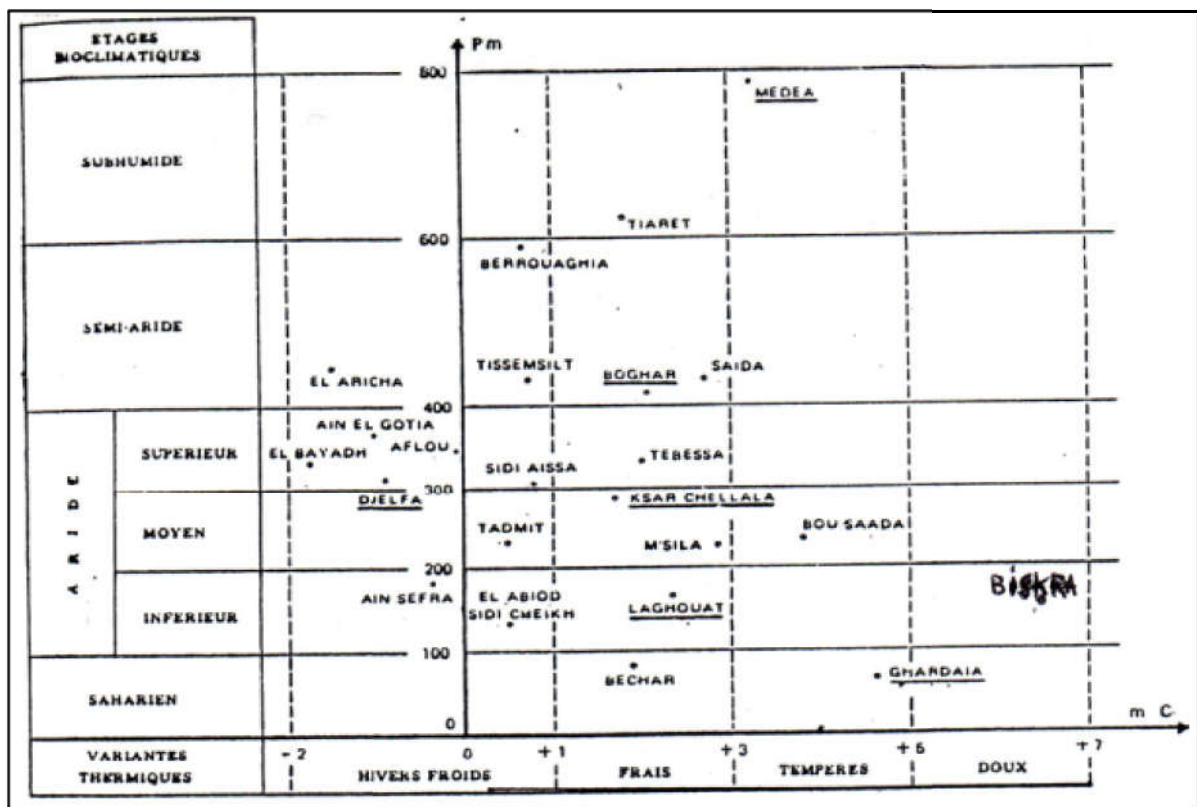 ETAGES
BIOCLIMATIQUES
Pm
800
MEDEA
SUBHUMIDE
TIARET
600
BERROUAGHIA
SEMI-ARIDE
TISSEMSILT
BOGHAR
SAIDA
EL ARICHA
400
AIN EL GOTIA
AFLOU
SUPERIEUR
EL BAYADH
TEBESSA
SIDI AISSA
300
DJELFA
KSAR CHELLALA
ARIDE
MOYEN
TADMIT
M'SILA
BOU SAADA
200
BISKRA
AIN SEFRA
EL ABIOD
SIDI CHEIKH
INFERIEUR
LAGHOUAT
100
BECHAR
GHARDAIA
SAHARIEN
0
m C
VARIANTES
THERMIQUES
-2
0
+1
+3
+5
+7
HIVERS FROIDS
FRAIS
TEMPERES
DOUX